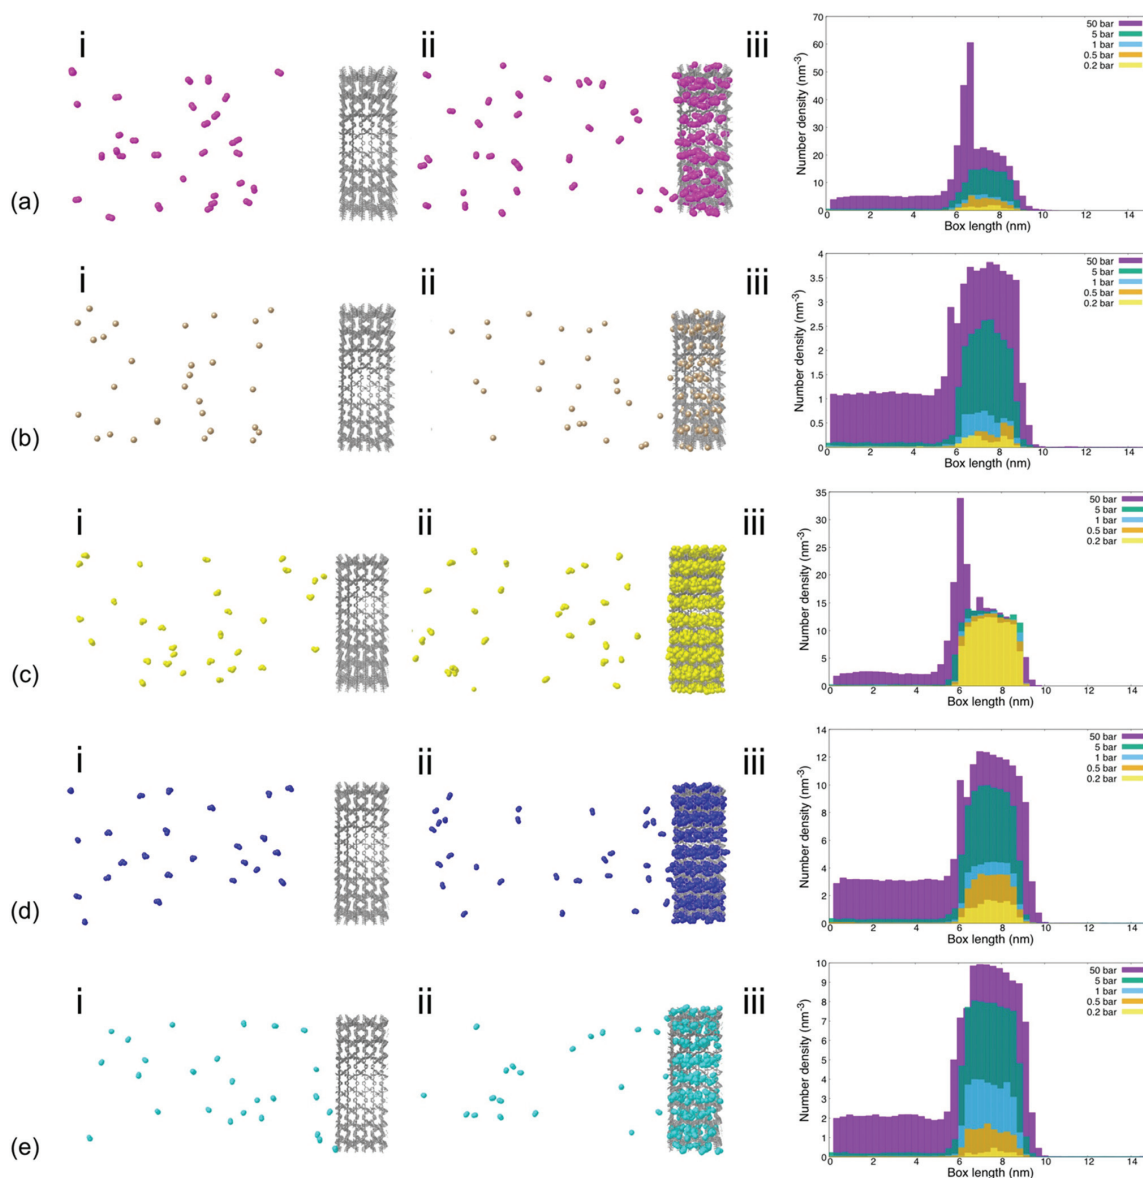 i
ii
iii
(a)
Number density (nm-3)
70
60
50
40
30
20
10
0
50 bar
5 bar
1 bar
0.5 bar
0.2 bar
0 2 4 6 8 10 12 14
Box length (nm)
i
ii
iii
(b)
Number density (nm-3)
4
3.5
3
2.5
2
1.5
1
0.5
0
50 bar
5 bar
1 bar
0.5 bar
0.2 bar
0 2 4 6 8 10 12 14
Box length (nm)
i
ii
iii
(c)
Number density (nm-3)
35
30
25
20
15
10
5
0
50 bar
5 bar
1 bar
0.5 bar
0.2 bar
0 2 4 6 8 10 12 14
Box length (nm)
i
ii
iii
(d)
Number density (nm-3)
14
12
10
8
6
4
2
0
50 bar
5 bar
1 bar
0.5 bar
0.2 bar
0 2 4 6 8 10 12 14
Box length (nm)
i
ii
iii
(e)
Number density (nm-3)
10
9
8
7
6
5
4
3
2
1
0
50 bar
5 bar
1 bar
0.5 bar
0.2 bar
0 2 4 6 8 10 12 14
Box length (nm)